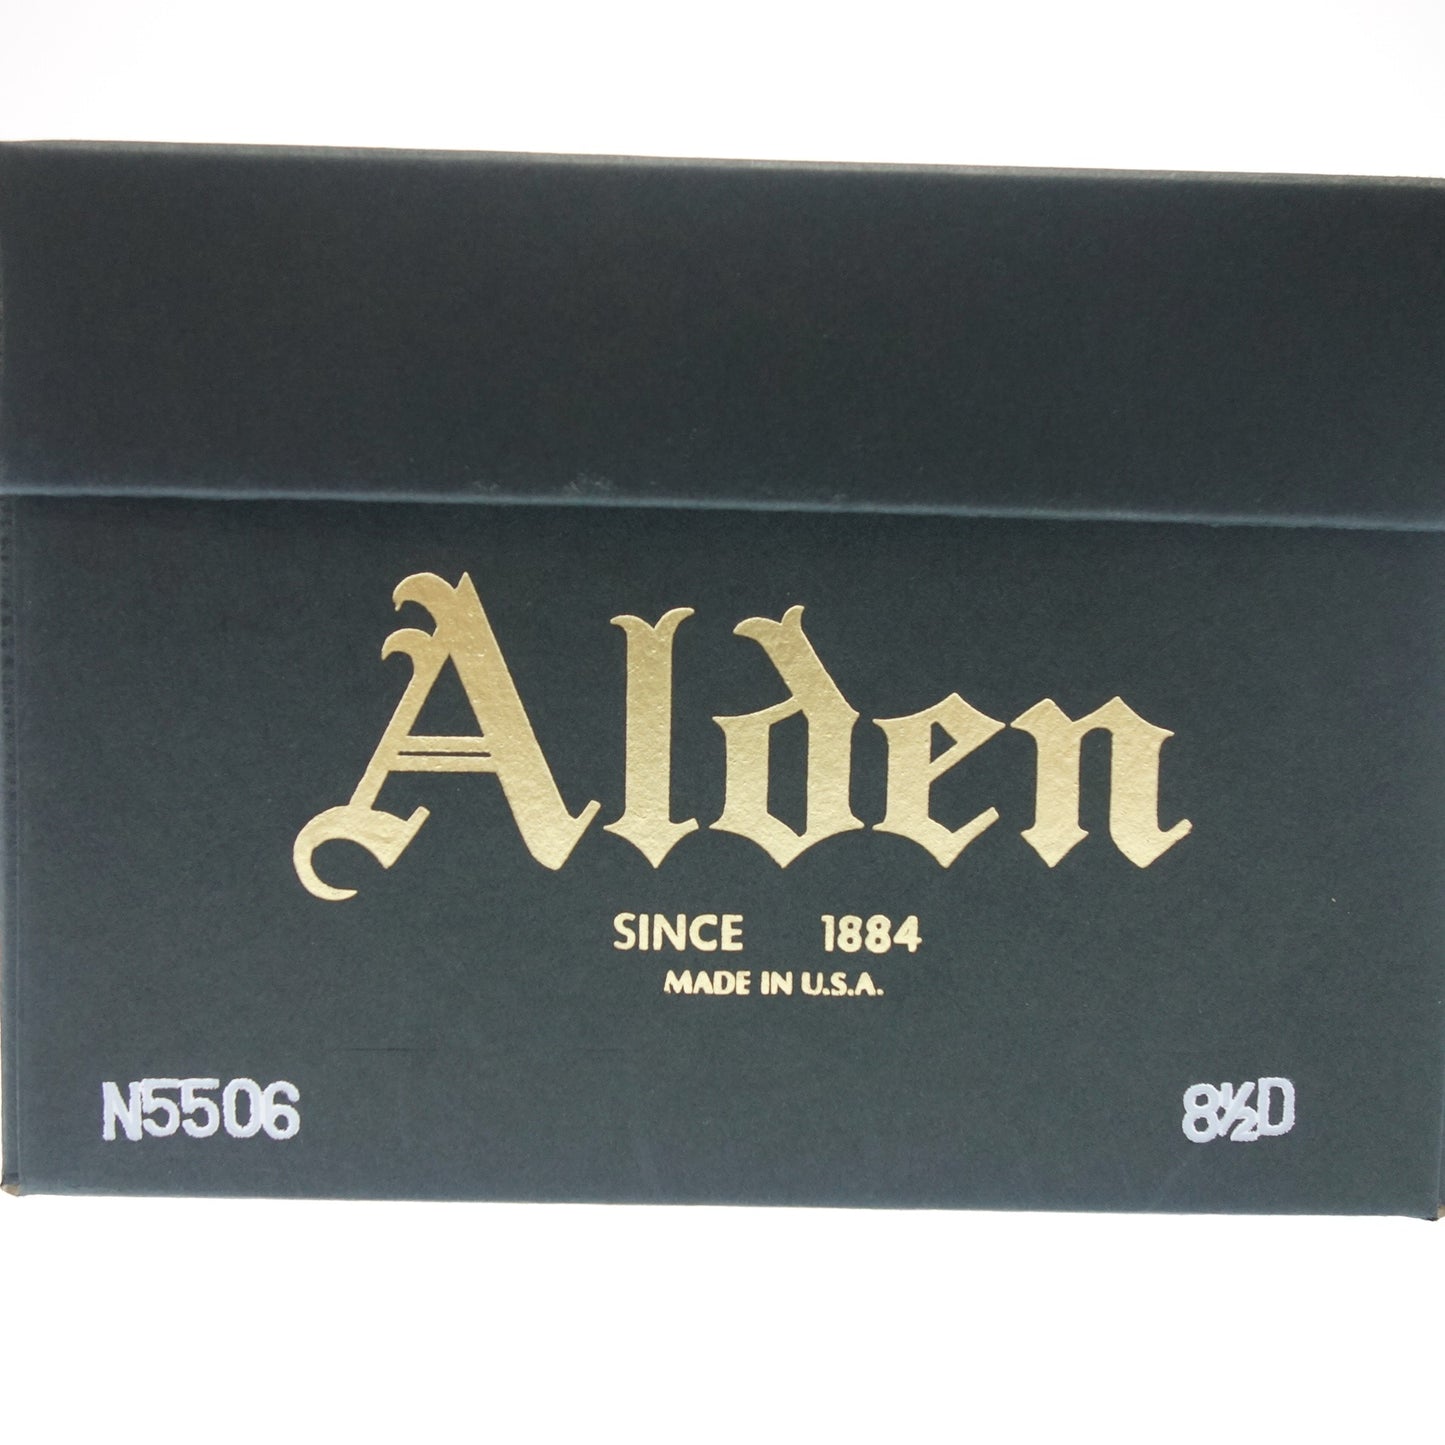 Alden
SINCE 1884
MADE IN U.S.A.
N5506 8½D